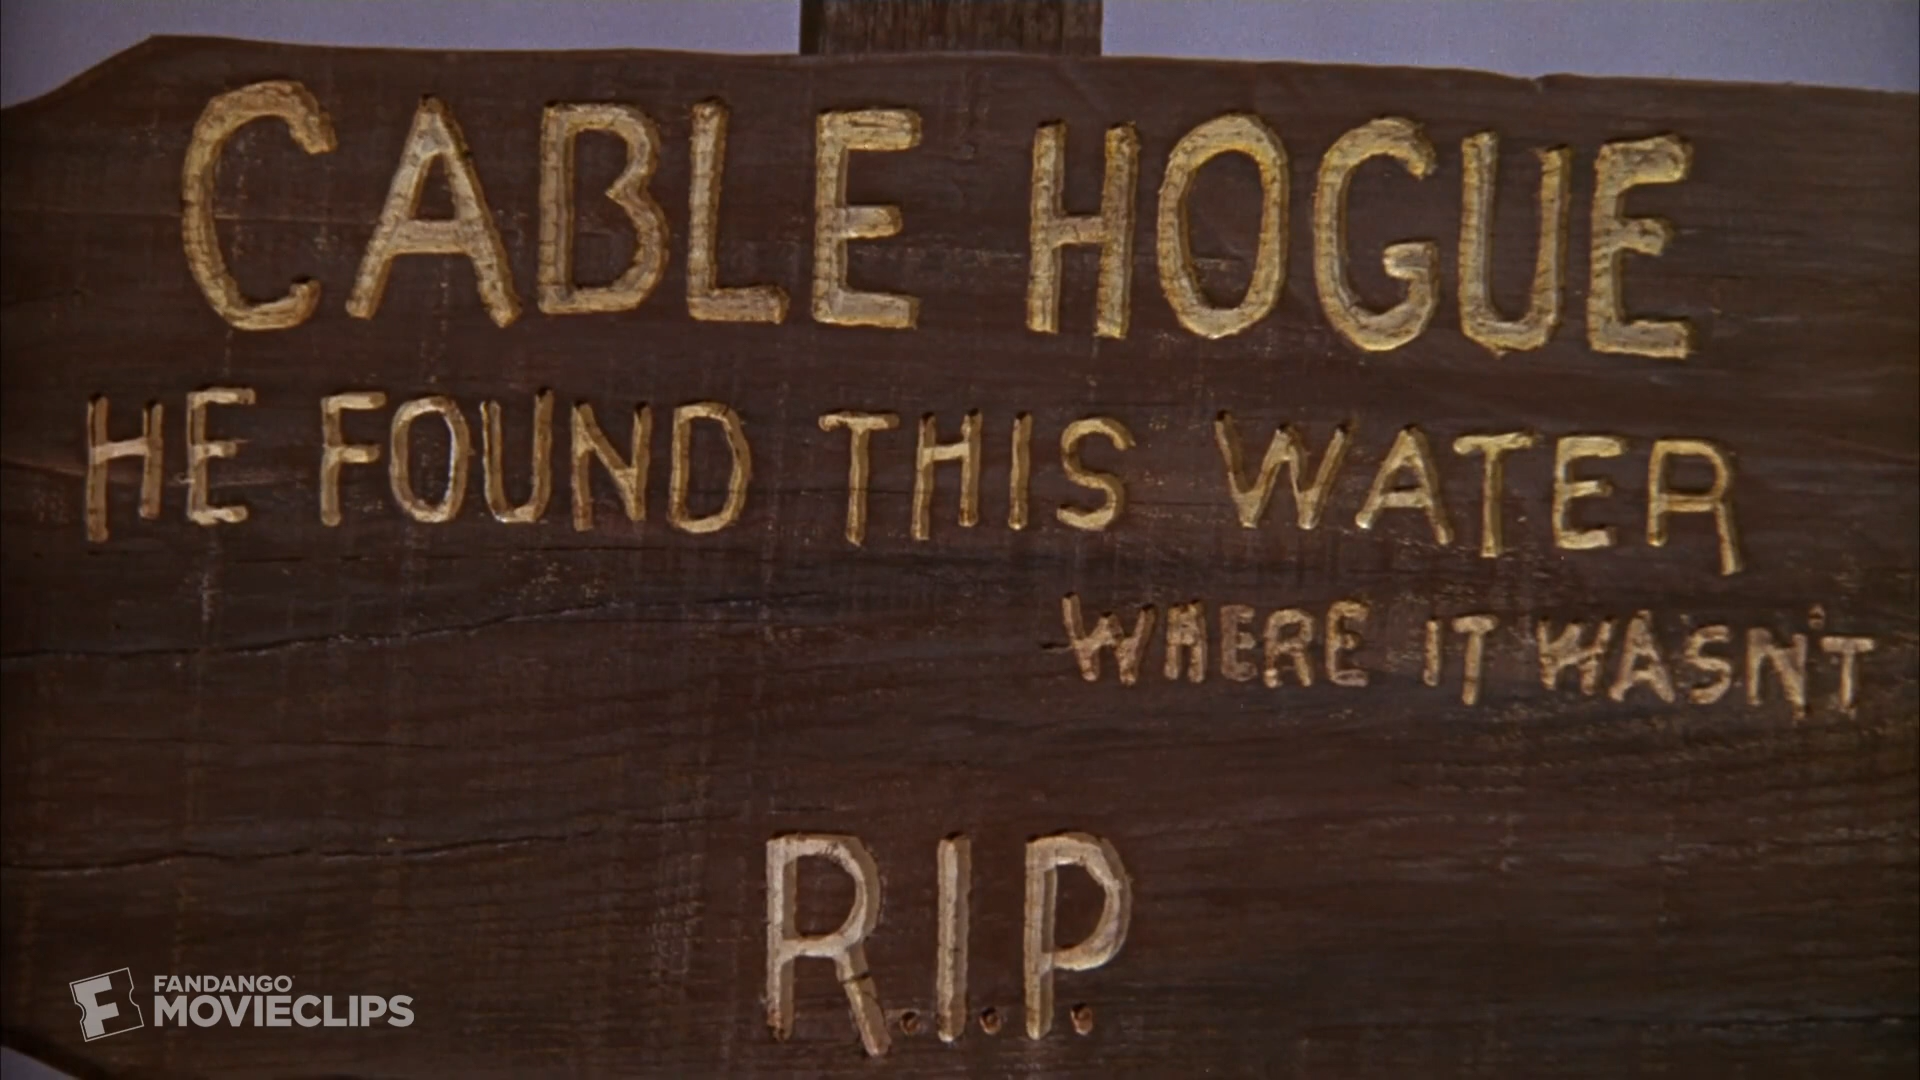 CABLE HOGUE
HE FOUND THIS WATER
WHERE IT WASN'T
R.I.P.
FANDANGO
MOVIECLIPS